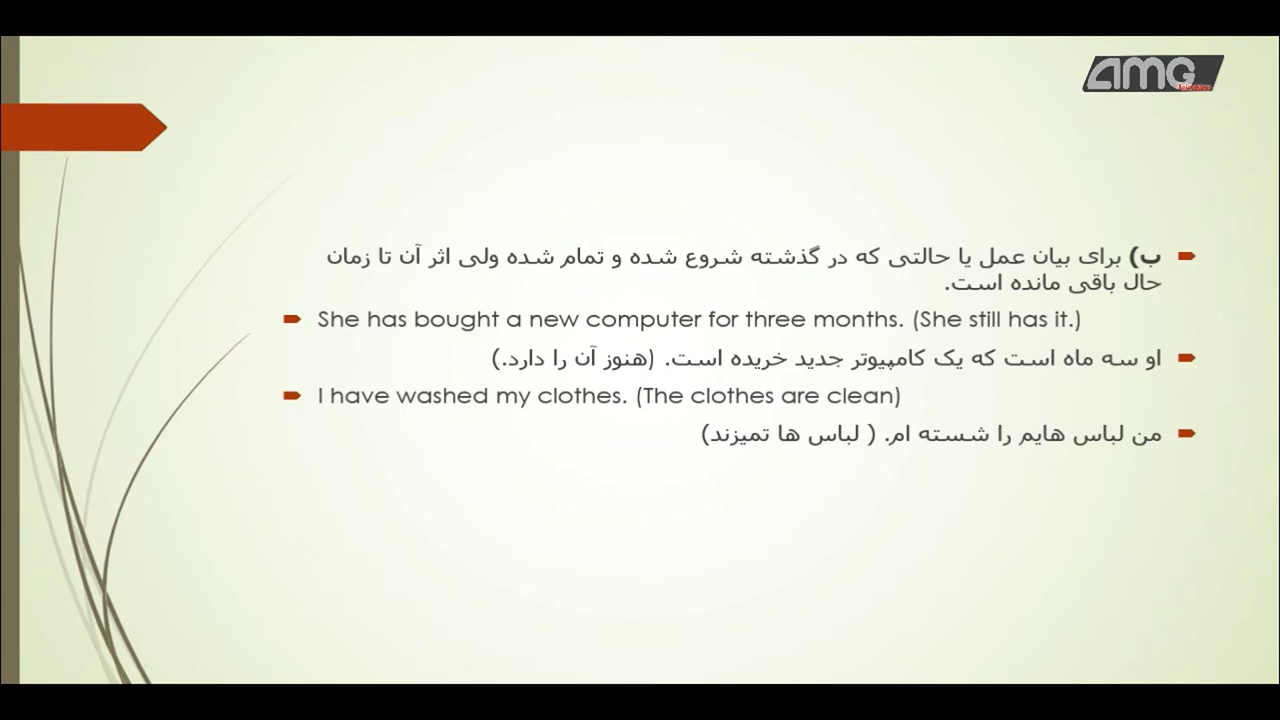 AMG
Television
ب) برای بیان عمل یا حالتی که در گذشته شروع شده و تمام شده ولی اثر آن تا زمان
حال باقی مانده است.
She has bought a new computer for three months. (She still has it.)
او سه ماه است که یک کامپیوتر جدید خریده است. (هنوز آن را دارد.)
I have washed my clothes. (The clothes are clean)
من لباس هایم را شسته ام. ( لباس ها تمیزند)